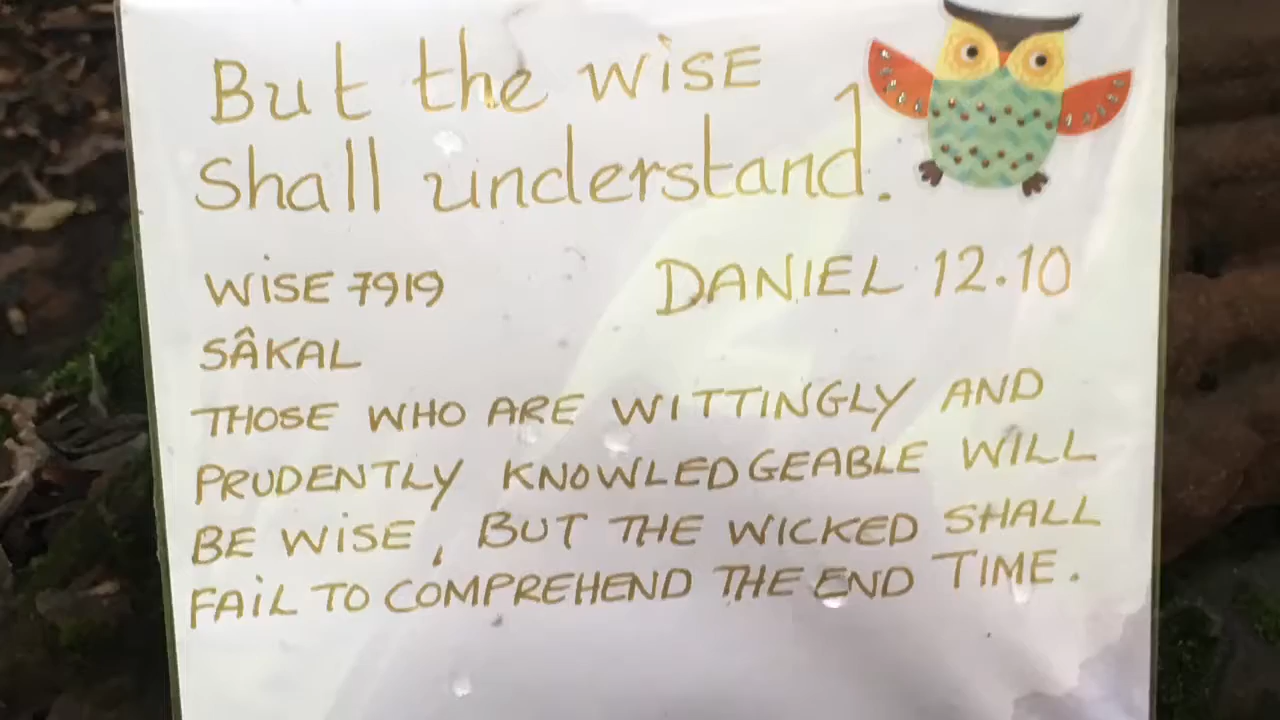 But the wise
Shall understand.
WiSE 7919
DANIEL 12.10
SÂKAL
THOSE WHO ARE WITTINGLY AND
PRUDENTLY KNOWLEDGEABLE WILL
BE WiSE, BUT THE WICKED SHALL
FAiL TO COMPREHEND THE END TIME.